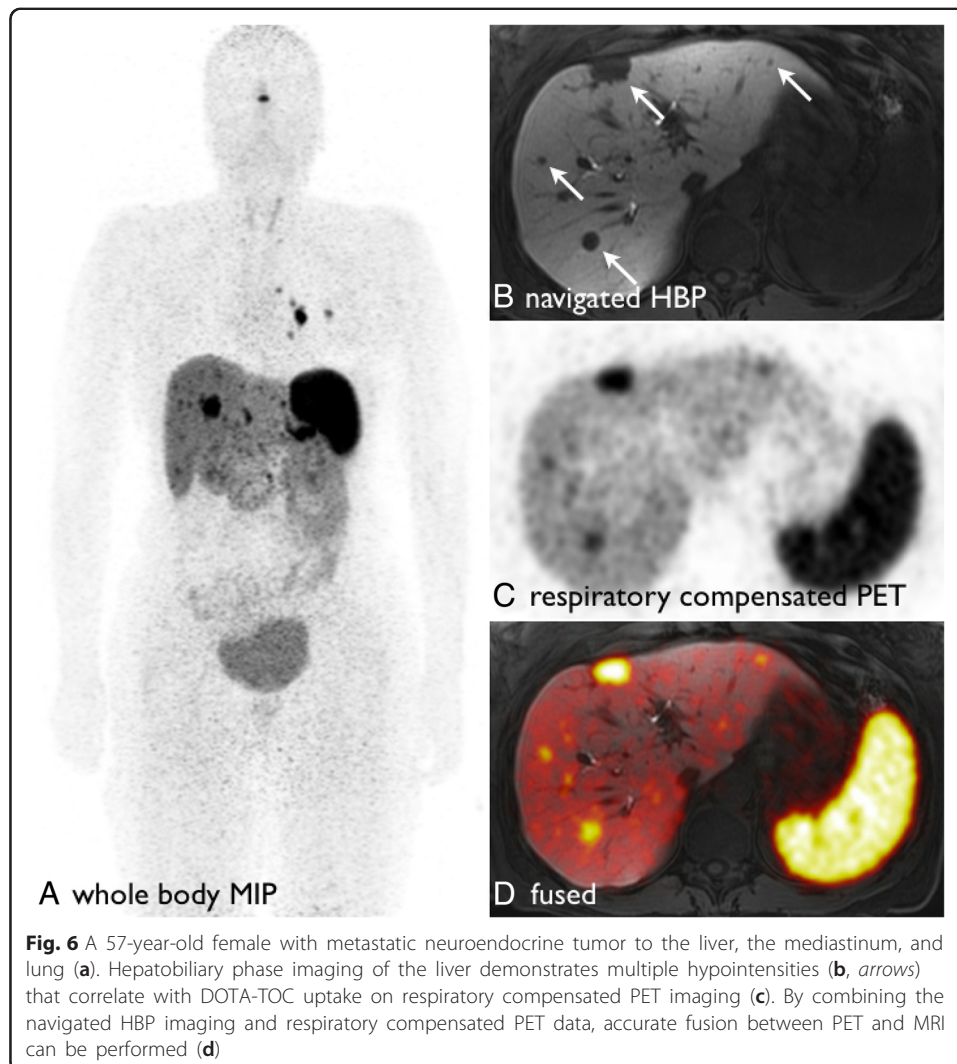 A whole body MIP
B navigated HBP
C respiratory compensated PET
D fused
Fig. 6 A 57-year-old female with metastatic neuroendocrine tumor to the liver, the mediastinum, and
lung (a). Hepatobiliary phase imaging of the liver demonstrates multiple hypointensities (b, arrows)
that correlate with DOTA-TOC uptake on respiratory compensated PET imaging (c). By combining the
navigated HBP imaging and respiratory compensated PET data, accurate fusion between PET and MRI
can be performed (d)